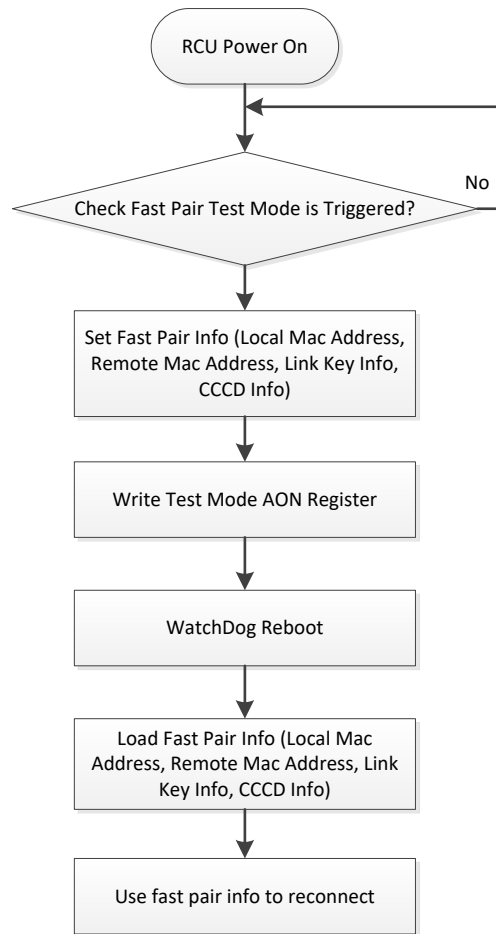 RCU Power On
No
Check Fast Pair Test Mode is Triggered?
Set Fast Pair Info (Local Mac Address,
Remote Mac Address, Link Key Info,
CCCD Info)
Write Test Mode AON Register
WatchDog Reboot
Load Fast Pair Info (Local Mac
Address, Remote Mac Address, Link
Key Info, CCCD Info)
Use fast pair info to reconnect